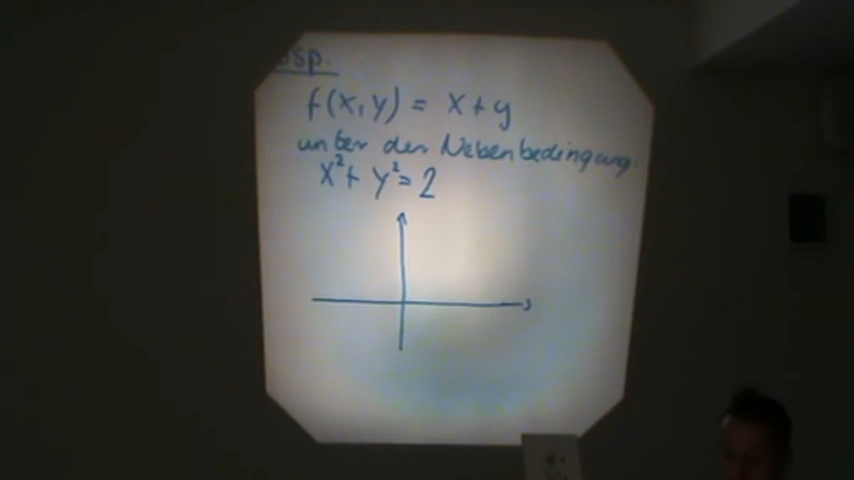 Bsp.
f(x,y) = x+y
unter der Nebenbedingung:
x²+ y²= 2